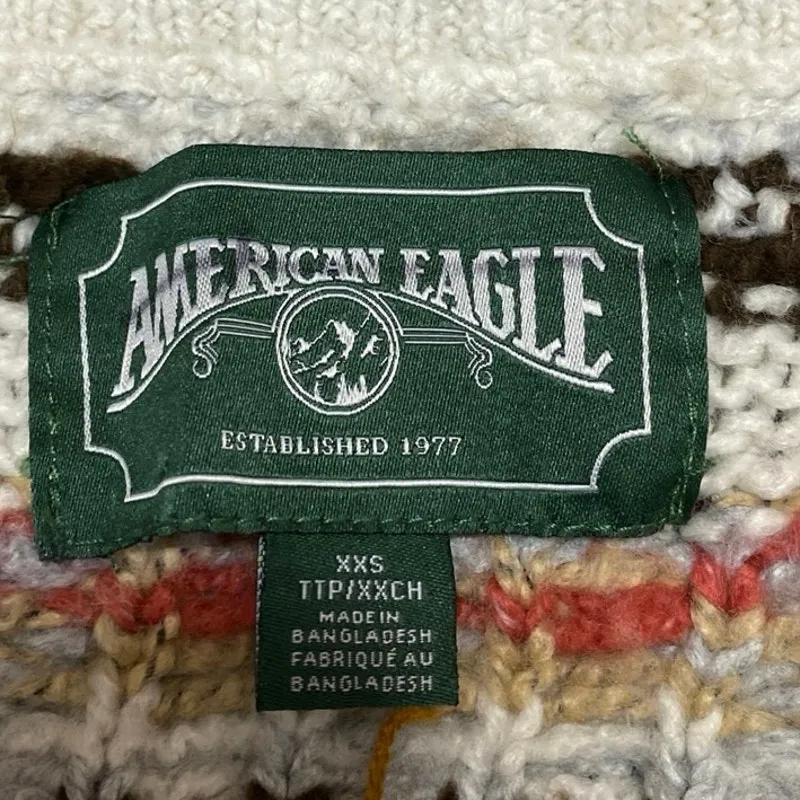 AMERICAN EAGLE
ESTABLISHED 1977
XXS
TTP/XXCH
MADE IN
BANGLADESH
FABRIQUÉ AU
BANGLADESH